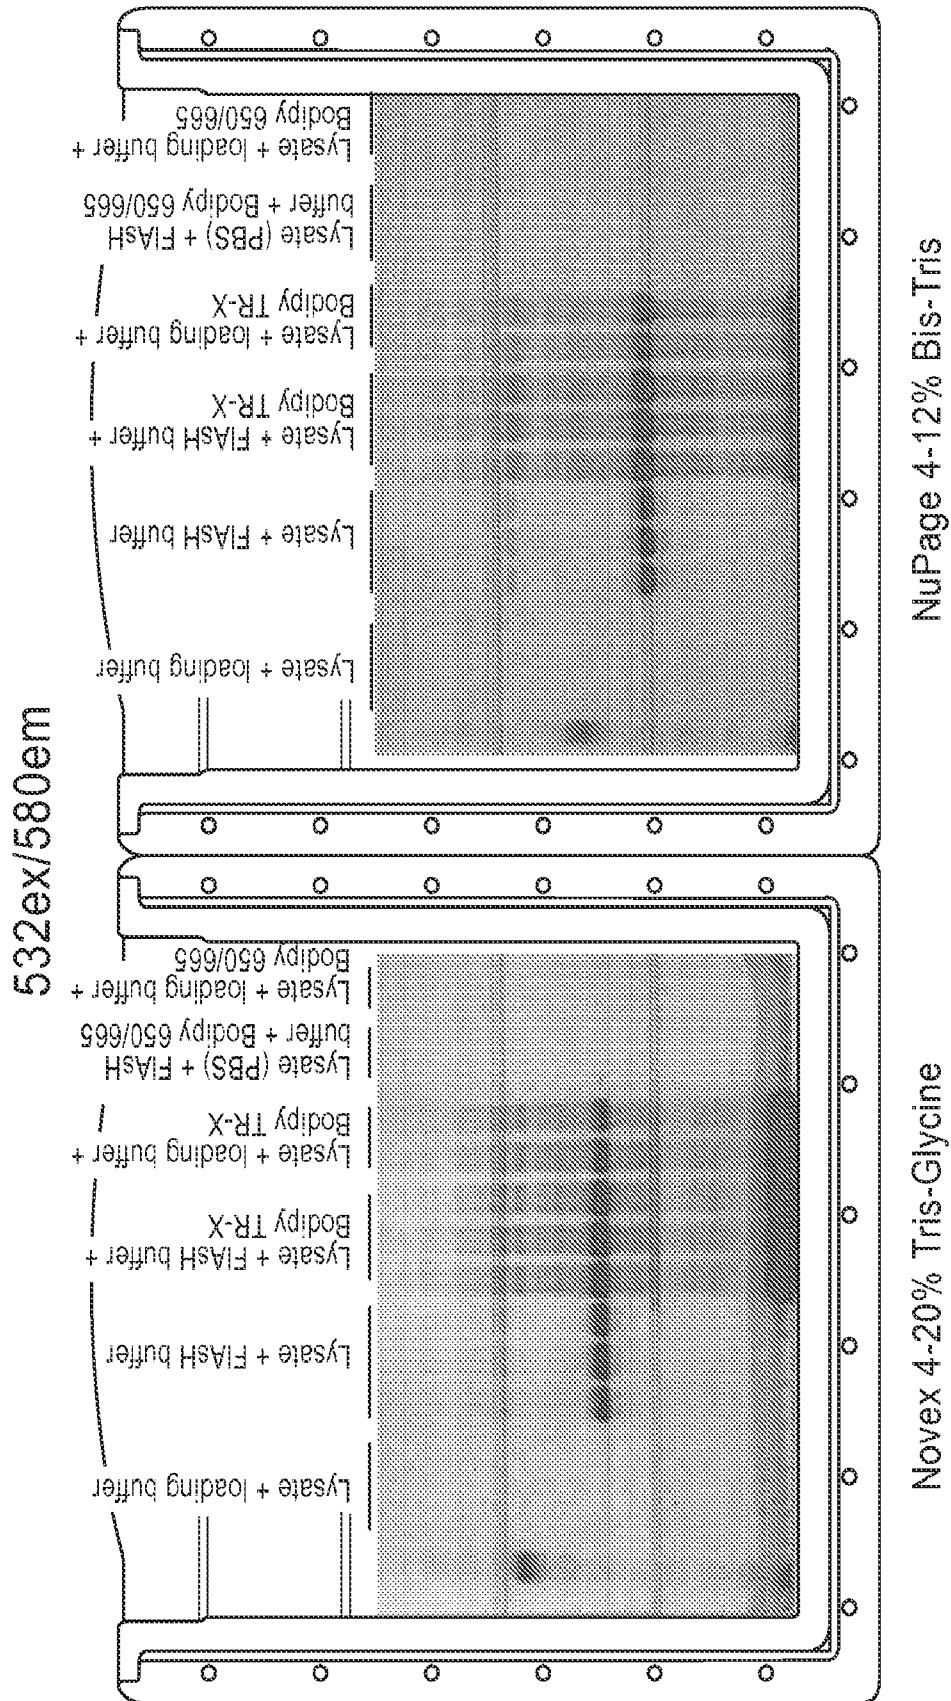 532ex/580em
Lysate + loading buffer
Lysate + FlAsH buffer
Lysate + FlAsH buffer +
Bodipy TR-X
Lysate + loading buffer +
Bodipy TR-X
Lysate (PBS) + FlAsH
buffer + Bodipy 650/665
Lysate + loading buffer +
Bodipy 650/665
Novex 4-20% Tris-Glycine
Lysate + loading buffer
Lysate + FlAsH buffer
Lysate + FlAsH buffer +
Bodipy TR-X
Lysate + loading buffer +
Bodipy TR-X
Lysate (PBS) + FlAsH
buffer + Bodipy 650/665
Lysate + loading buffer +
Bodipy 650/665
NuPage 4-12% Bis-Tris